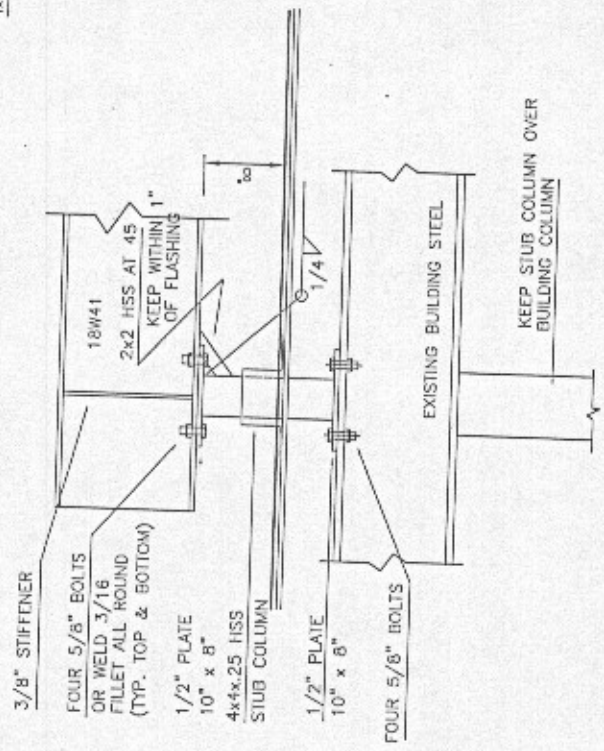 3/8" STIFFENER
FOUR 5/8" BOLTS
OR WELD 3/16
FILLET ALL ROUND
(TYP. TOP & BOTTOM)
1/2" PLATE
10" x 8"
4x4x.25 HSS
STUB COLUMN
1/2" PLATE
10" x 8"
FOUR 5/8" BOLTS
18W41
2x2 HSS AT 45
KEEP WITHIN 1"
OF FLASHING
8"
1/4
EXISTING BUILDING STEEL
KEEP STUB COLUMN OVER
BUILDING COLUMN